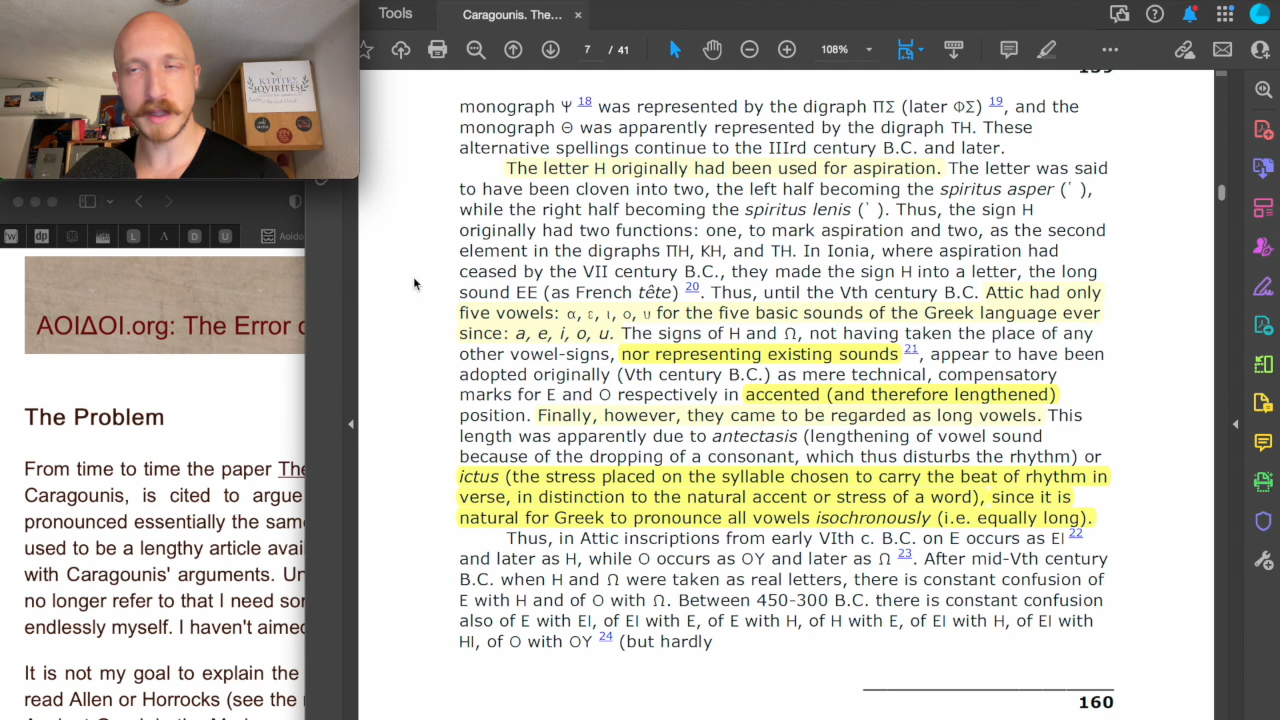 Tools
Caragounis. The...
×
7 / 41
108%
ΚΥΡΙΤΕΣ
QVIRITES
159
monograph Ψ 18 was represented by the digraph ΠΣ (later ΦΣ) 19, and the
monograph Θ was apparently represented by the digraph TH. These
alternative spellings continue to the IIIrd century B.C. and later.
The letter H originally had been used for aspiration. The letter was said
to have been cloven into two, the left half becoming the spiritus asper (῾ ),
while the right half becoming the spiritus lenis (᾿ ). Thus, the sign H
originally had two functions: one, to mark aspiration and two, as the second
element in the digraphs ΠΗ, ΚΗ, and TH. In Ionia, where aspiration had
ceased by the VII century B.C., they made the sign H into a letter, the long
sound EE (as French tête) 20. Thus, until the Vth century B.C. Attic had only
five vowels: α, ε, ι, ο, υ for the five basic sounds of the Greek language ever
since: a, e, i, o, u. The signs of H and Ω, not having taken the place of any
other vowel-signs, nor representing existing sounds 21, appear to have been
adopted originally (Vth century B.C.) as mere technical, compensatory
marks for E and O respectively in accented (and therefore lengthened)
position. Finally, however, they came to be regarded as long vowels. This
length was apparently due to antectasis (lengthening of vowel sound
because of the dropping of a consonant, which thus disturbs the rhythm) or
ictus (the stress placed on the syllable chosen to carry the beat of rhythm in
verse, in distinction to the natural accent or stress of a word), since it is
natural for Greek to pronounce all vowels isochronously (i.e. equally long).
Thus, in Attic inscriptions from early VIth c. B.C. on E occurs as EI 22
and later as H, while O occurs as OY and later as Ω 23. After mid-Vth century
B.C. when H and Ω were taken as real letters, there is constant confusion of
E with H and of O with Ω. Between 450-300 B.C. there is constant confusion
also of E with EI, of EI with E, of E with H, of H with E, of EI with H, of EI with
HI, of O with OY 24 (but hardly
160
w dp L Λ D U Aoido
AOIΔOI.org: The Error o
The Problem
From time to time the paper The
Caragounis, is cited to argue
pronounced essentially the sam
used to be a lengthy article avai
with Caragounis' arguments. Un
no longer refer to that I need son
endlessly myself. I haven't aimed
It is not my goal to explain the
read Allen or Horrocks (see the